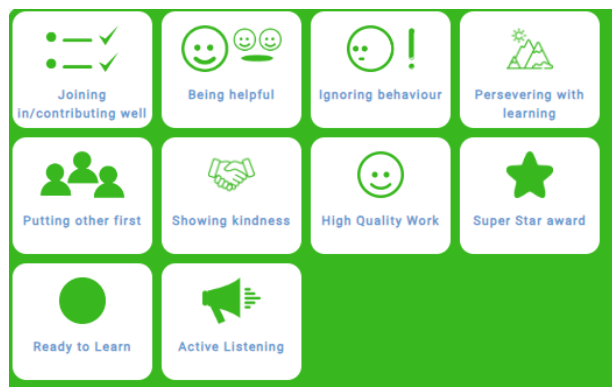 Joining
in/contributing well
Being helpful
Ignoring behaviour
Persevering with
learning
Putting other first
Showing kindness
High Quality Work
Super Star award
Ready to Learn
Active Listening